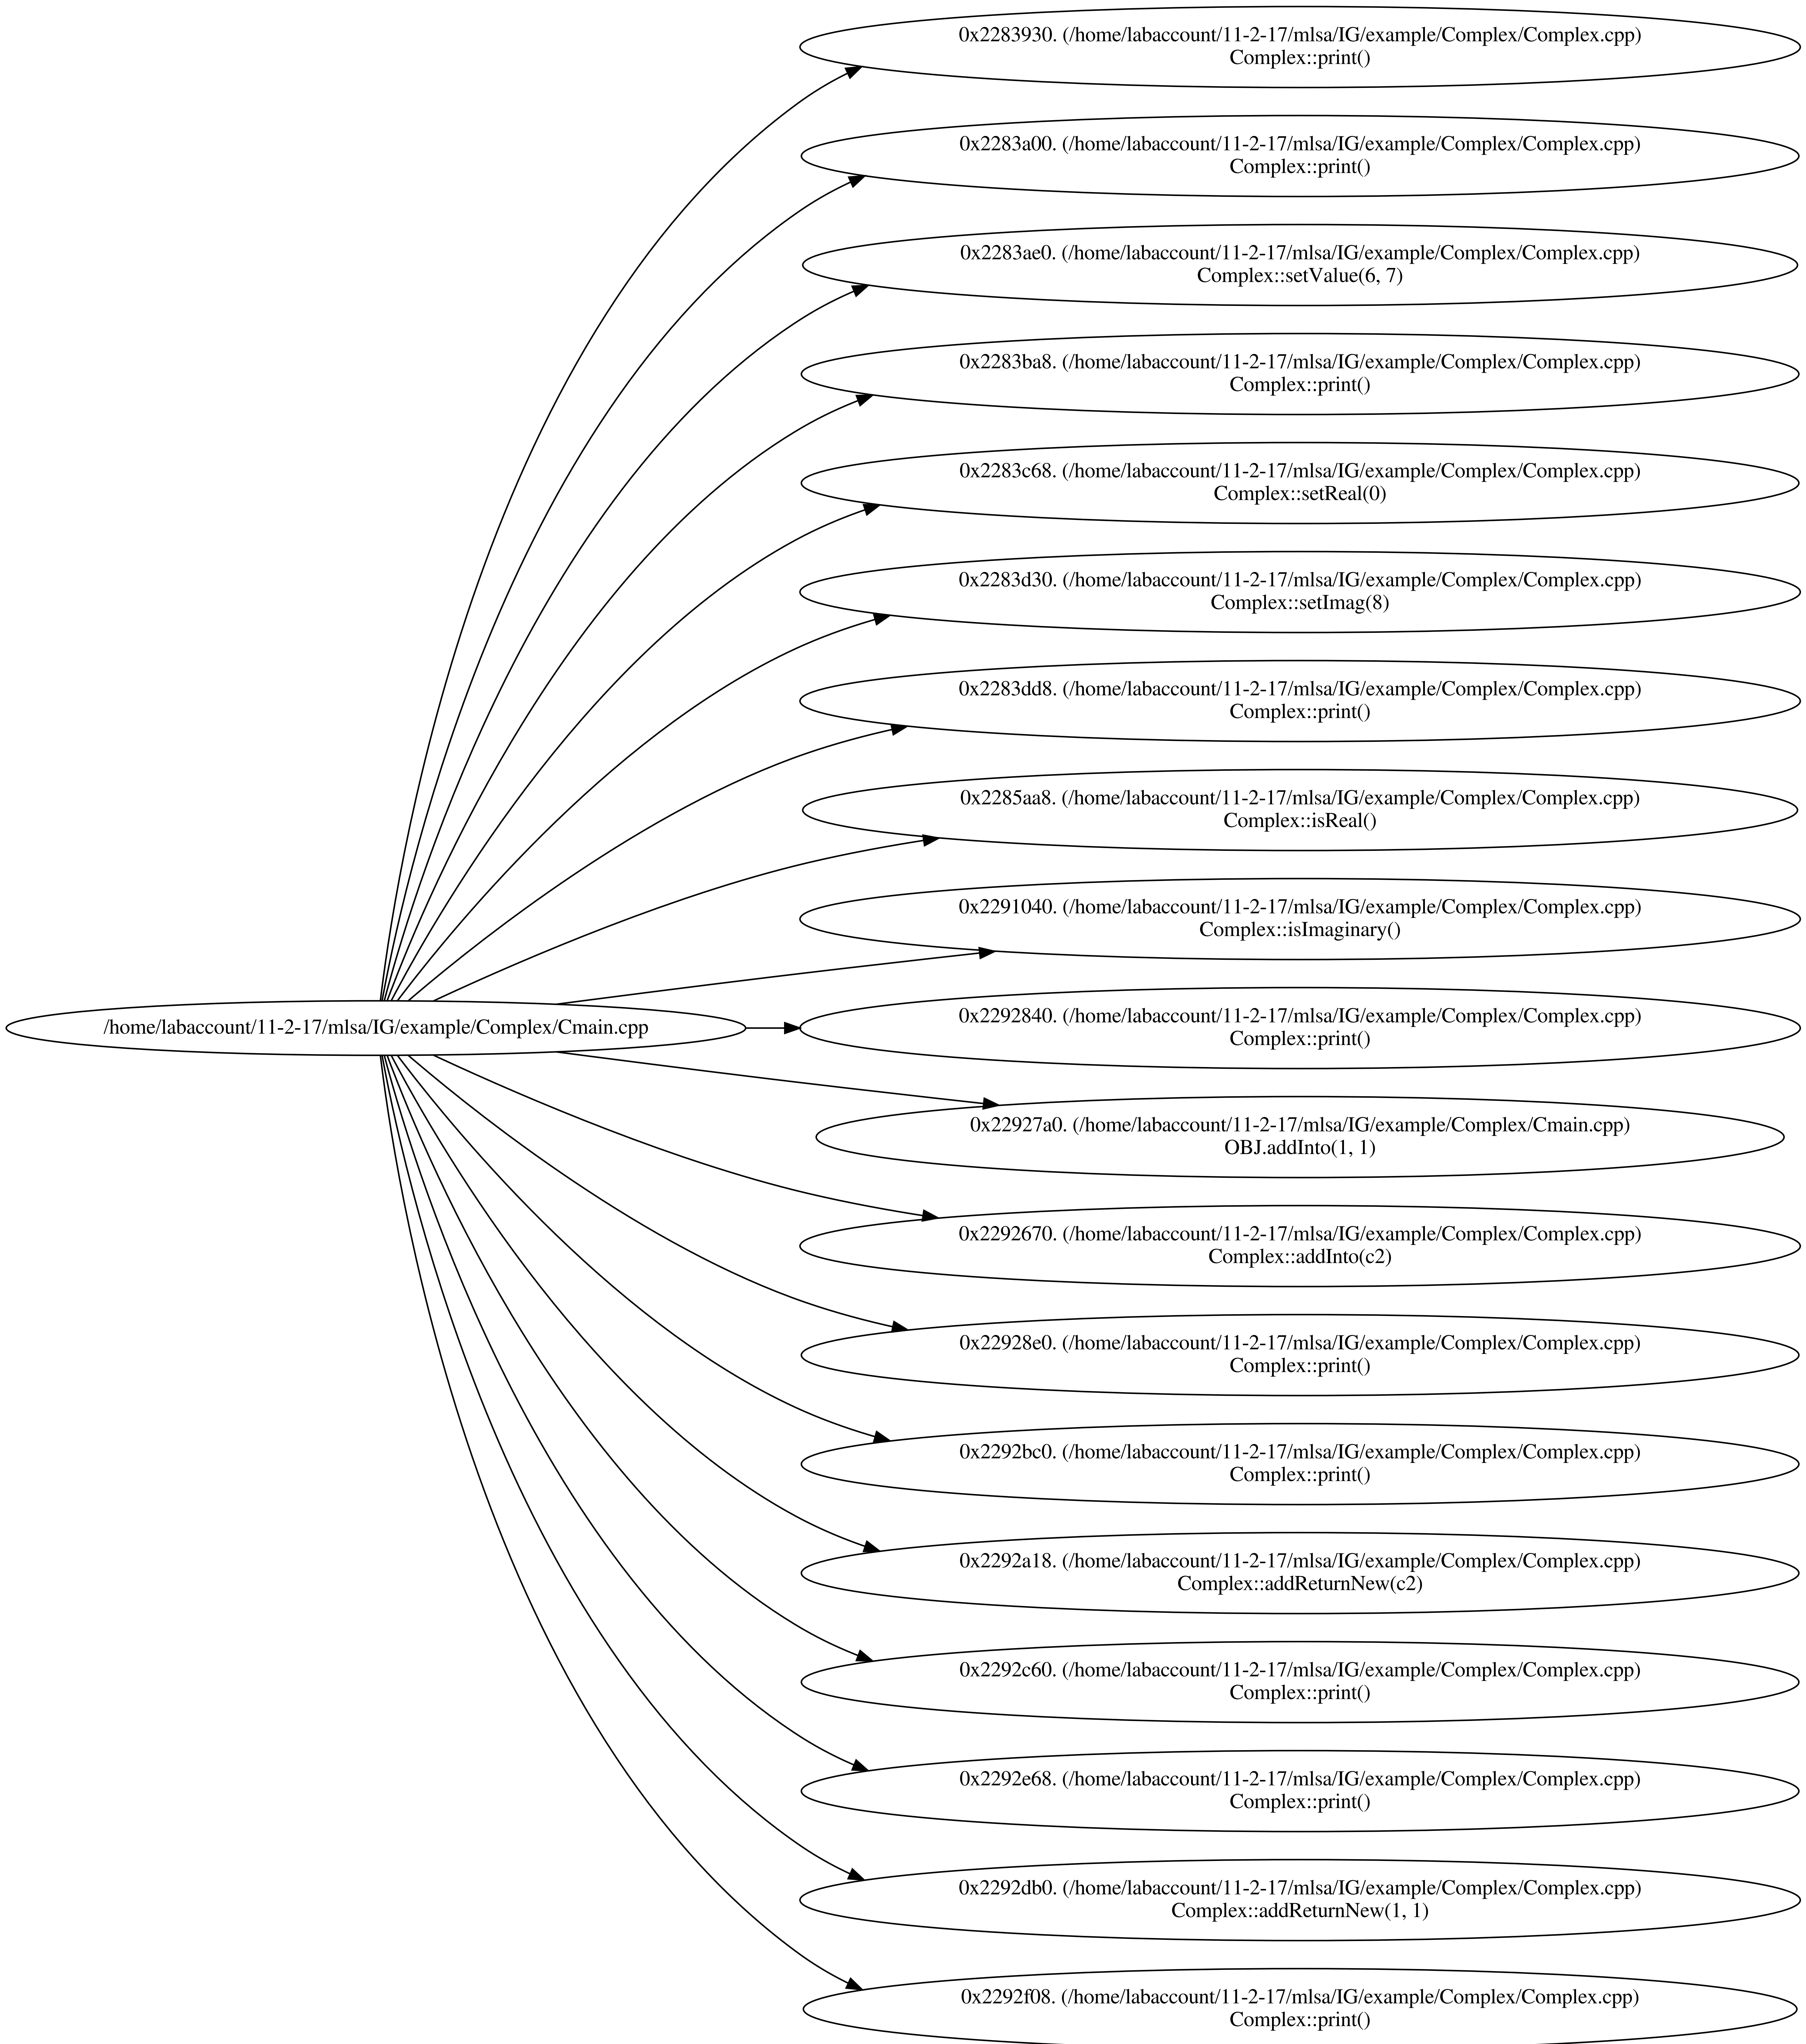 0x2283930. (/home/labaccount/11-2-17/mlsa/IG/example/Complex/Complex.cpp)
Complex::print()
0x2283a00. (/home/labaccount/11-2-17/mlsa/IG/example/Complex/Complex.cpp)
Complex::print()
0x2283ae0. (/home/labaccount/11-2-17/mlsa/IG/example/Complex/Complex.cpp)
Complex::setValue(6, 7)
0x2283ba8. (/home/labaccount/11-2-17/mlsa/IG/example/Complex/Complex.cpp)
Complex::print()
0x2283c68. (/home/labaccount/11-2-17/mlsa/IG/example/Complex/Complex.cpp)
Complex::setReal(0)
0x2283d30. (/home/labaccount/11-2-17/mlsa/IG/example/Complex/Complex.cpp)
Complex::setImag(8)
0x2283dd8. (/home/labaccount/11-2-17/mlsa/IG/example/Complex/Complex.cpp)
Complex::print()
0x2285aa8. (/home/labaccount/11-2-17/mlsa/IG/example/Complex/Complex.cpp)
Complex::isReal()
0x2291040. (/home/labaccount/11-2-17/mlsa/IG/example/Complex/Complex.cpp)
Complex::isImaginary()
/home/labaccount/11-2-17/mlsa/IG/example/Complex/Cmain.cpp
0x2292840. (/home/labaccount/11-2-17/mlsa/IG/example/Complex/Complex.cpp)
Complex::print()
0x22927a0. (/home/labaccount/11-2-17/mlsa/IG/example/Complex/Cmain.cpp)
OBJ.addInto(1, 1)
0x2292670. (/home/labaccount/11-2-17/mlsa/IG/example/Complex/Complex.cpp)
Complex::addInto(c2)
0x22928e0. (/home/labaccount/11-2-17/mlsa/IG/example/Complex/Complex.cpp)
Complex::print()
0x2292bc0. (/home/labaccount/11-2-17/mlsa/IG/example/Complex/Complex.cpp)
Complex::print()
0x2292a18. (/home/labaccount/11-2-17/mlsa/IG/example/Complex/Complex.cpp)
Complex::addReturnNew(c2)
0x2292c60. (/home/labaccount/11-2-17/mlsa/IG/example/Complex/Complex.cpp)
Complex::print()
0x2292e68. (/home/labaccount/11-2-17/mlsa/IG/example/Complex/Complex.cpp)
Complex::print()
0x2292db0. (/home/labaccount/11-2-17/mlsa/IG/example/Complex/Complex.cpp)
Complex::addReturnNew(1, 1)
0x2292f08. (/home/labaccount/11-2-17/mlsa/IG/example/Complex/Complex.cpp)
Complex::print()